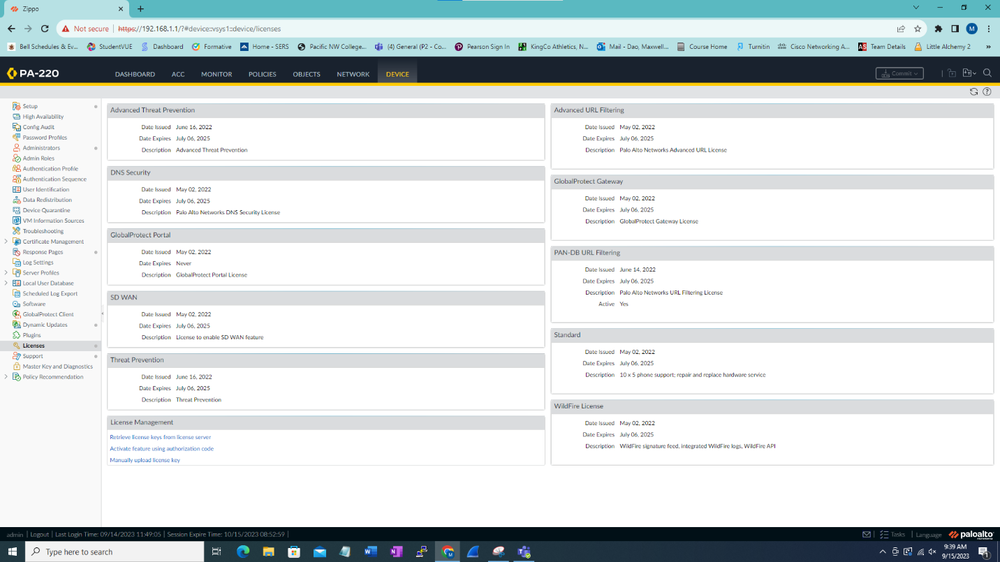 Zippo
Not secure | https://192.168.1.1/?#device::vsys1::device/licenses
M
Bell Schedules & Ev...
StudentVUE
Dashboard
Formative
Home - SERS
Pacific NW College...
(4) General (P2 - Co...
Pearson Sign In
KingCo Athletics, N...
Mail - Dao, Maxwell...
Course Home
Turnitin
Cisco Networking A...
AS Team Details
Little Alchemy 2
»
PA-220
DASHBOARD
ACC
MONITOR
POLICIES
OBJECTS
NETWORK
DEVICE
Commit
Setup
High Availability
Config Audit
Password Profiles
Administrators
Admin Roles
Authentication Profile
Authentication Sequence
User Identification
Data Redistribution
Device Quarantine
VM Information Sources
Troubleshooting
Certificate Management
Response Pages
Log Settings
Server Profiles
Local User Database
Scheduled Log Export
Software
GlobalProtect Client
Dynamic Updates
Plugins
Licenses
Support
Master Key and Diagnostics
Policy Recommendation
Advanced Threat Prevention
Date Issued June 16, 2022
Date Expires July 06, 2025
Description Advanced Threat Prevention
DNS Security
Date Issued May 02, 2022
Date Expires July 06, 2025
Description Palo Alto Networks DNS Security License
GlobalProtect Portal
Date Issued May 02, 2022
Date Expires Never
Description GlobalProtect Portal License
SD WAN
Date Issued May 02, 2022
Date Expires July 06, 2025
Description License to enable SD WAN feature
Threat Prevention
Date Issued June 16, 2022
Date Expires July 06, 2025
Description Threat Prevention
License Management
Retrieve license keys from license server
Activate feature using authorization code
Manually upload license key
Advanced URL Filtering
Date Issued May 02, 2022
Date Expires July 06, 2025
Description Palo Alto Networks Advanced URL License
GlobalProtect Gateway
Date Issued May 02, 2022
Date Expires July 06, 2025
Description GlobalProtect Gateway License
PAN-DB URL Filtering
Date Issued June 14, 2022
Date Expires July 06, 2025
Description Palo Alto Networks URL Filtering License
Active Yes
Standard
Date Issued May 02, 2022
Date Expires July 06, 2025
Description 10 x 5 phone support; repair and replace hardware service
WildFire License
Date Issued May 02, 2022
Date Expires July 06, 2025
Description WildFire signature feed, integrated WildFire logs, WildFire API
admin | Logout | Last Login Time: 09/14/2023 11:49:05 | Session Expire Time: 10/15/2023 08:52:59 |
Tasks | Language
paloalto
NETWORKS
Type here to search
9:39 AM
9/15/2023
1